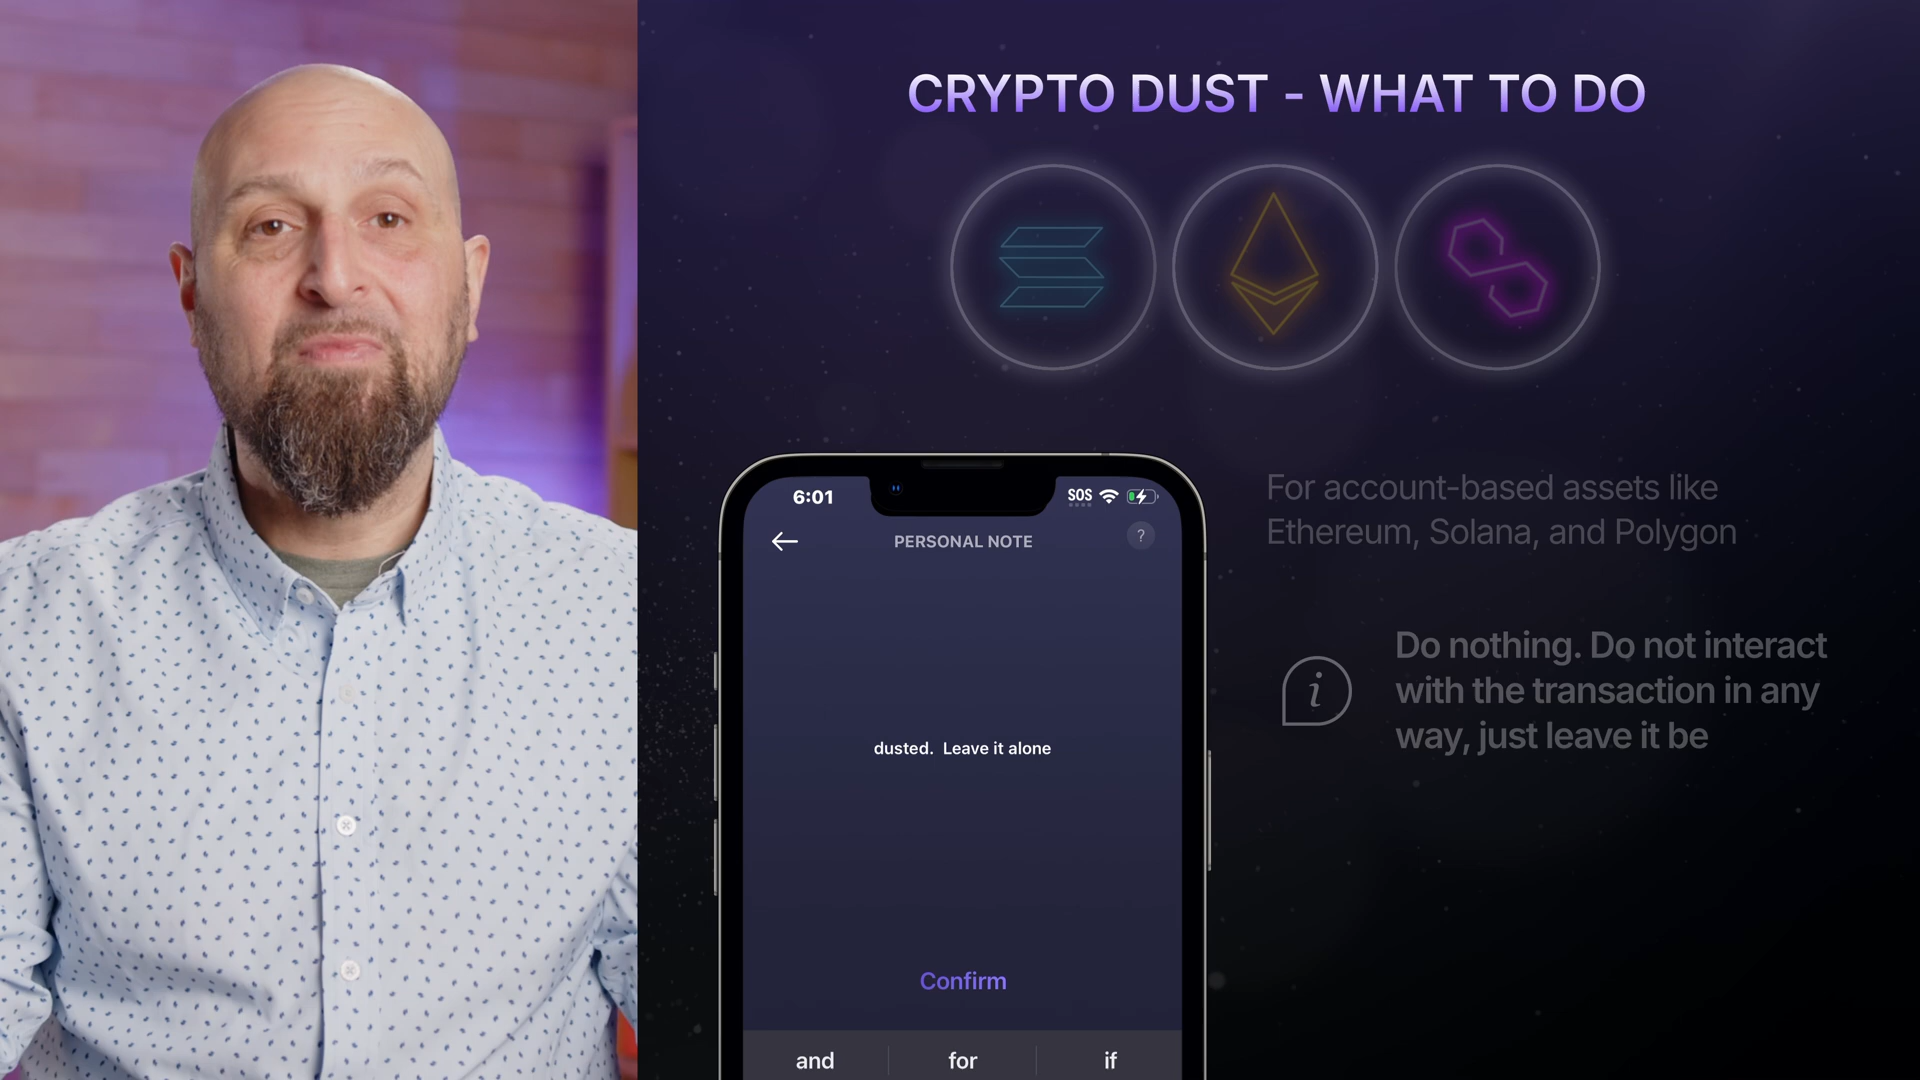 CRYPTO DUST - WHAT TO DO
6:01
SOS
PERSONAL NOTE
?
dusted.  Leave it alone
Confirm
and
for
if
For account-based assets like
Ethereum, Solana, and Polygon
i
Do nothing. Do not interact
with the transaction in any
way, just leave it be